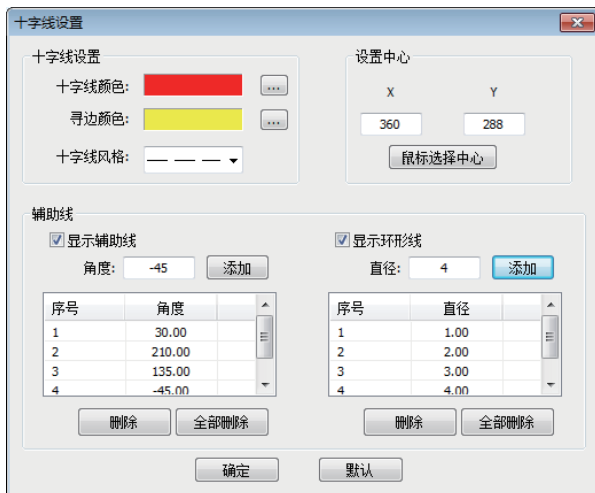 十字线设置
十字线设置
十字线颜色: ...
寻边颜色: ...
十字线风格:
设置中心
X Y
360 288
鼠标选择中心
辅助线
显示辅助线
角度: -45 添加
序号 角度
1 30.00
2 210.00
3 135.00
4 -45.00
删除 全部删除
显示环形线
直径: 4 添加
序号 直径
1 1.00
2 2.00
3 3.00
4 4.00
删除 全部删除
确定 默认